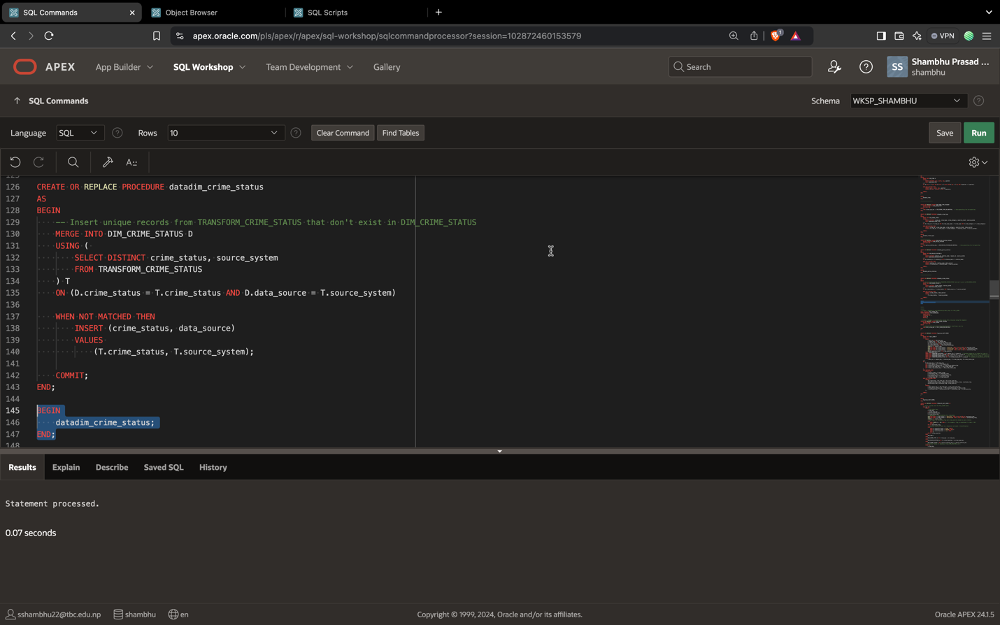 SQL Commands
Object Browser
SQL Scripts
apex.oracle.com/pls/apex/r/apex/sql-workshop/sqlcommandprocessor?session=102872460153579
1
VPN
APEX
App Builder
SQL Workshop
Team Development
Gallery
Search
SS
Shambhu Prasad ...
shambhu
SQL Commands
Schema
WKSP_SHAMBHU
Language
SQL
Rows
10
Clear Command
Find Tables
Save
Run
125
126 CREATE OR REPLACE PROCEDURE datadim_crime_status
127 AS
128 BEGIN
129 -- Insert unique records from TRANSFORM_CRIME_STATUS that don't exist in DIM_CRIME_STATUS
130 MERGE INTO DIM_CRIME_STATUS D
131 USING (
132 SELECT DISTINCT crime_status, source_system
133 FROM TRANSFORM_CRIME_STATUS
134 ) T
135 ON (D.crime_status = T.crime_status AND D.data_source = T.source_system)
136
137 WHEN NOT MATCHED THEN
138 INSERT (crime_status, data_source)
139 VALUES
140 (T.crime_status, T.source_system);
141
142 COMMIT;
143 END;
144
145 BEGIN
146 datadim_crime_status;
147 END;
148
Results
Explain
Describe
Saved SQL
History
Statement processed.
0.07 seconds
sshambhu22@tbc.edu.np
shambhu
en
Copyright © 1999, 2024, Oracle and/or its affiliates.
Oracle APEX 24.1.5